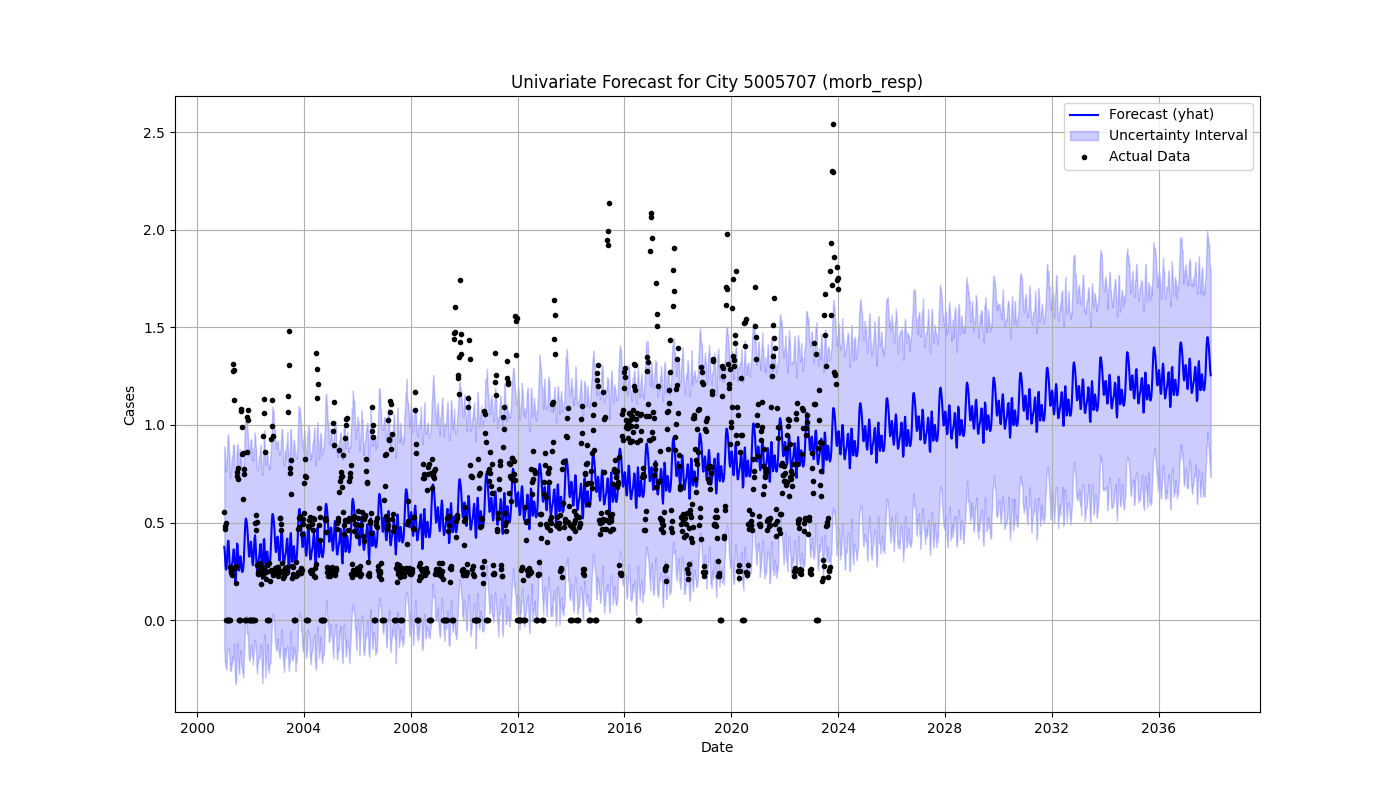 Univariate Forecast for City 5005707 (morb_resp)
Forecast (yhat)
Uncertainty Interval
Actual Data
Cases
2.5
2.0
1.5
1.0
0.5
0.0
2000 2004 2008 2012 2016 2020 2024 2028 2032 2036
Date